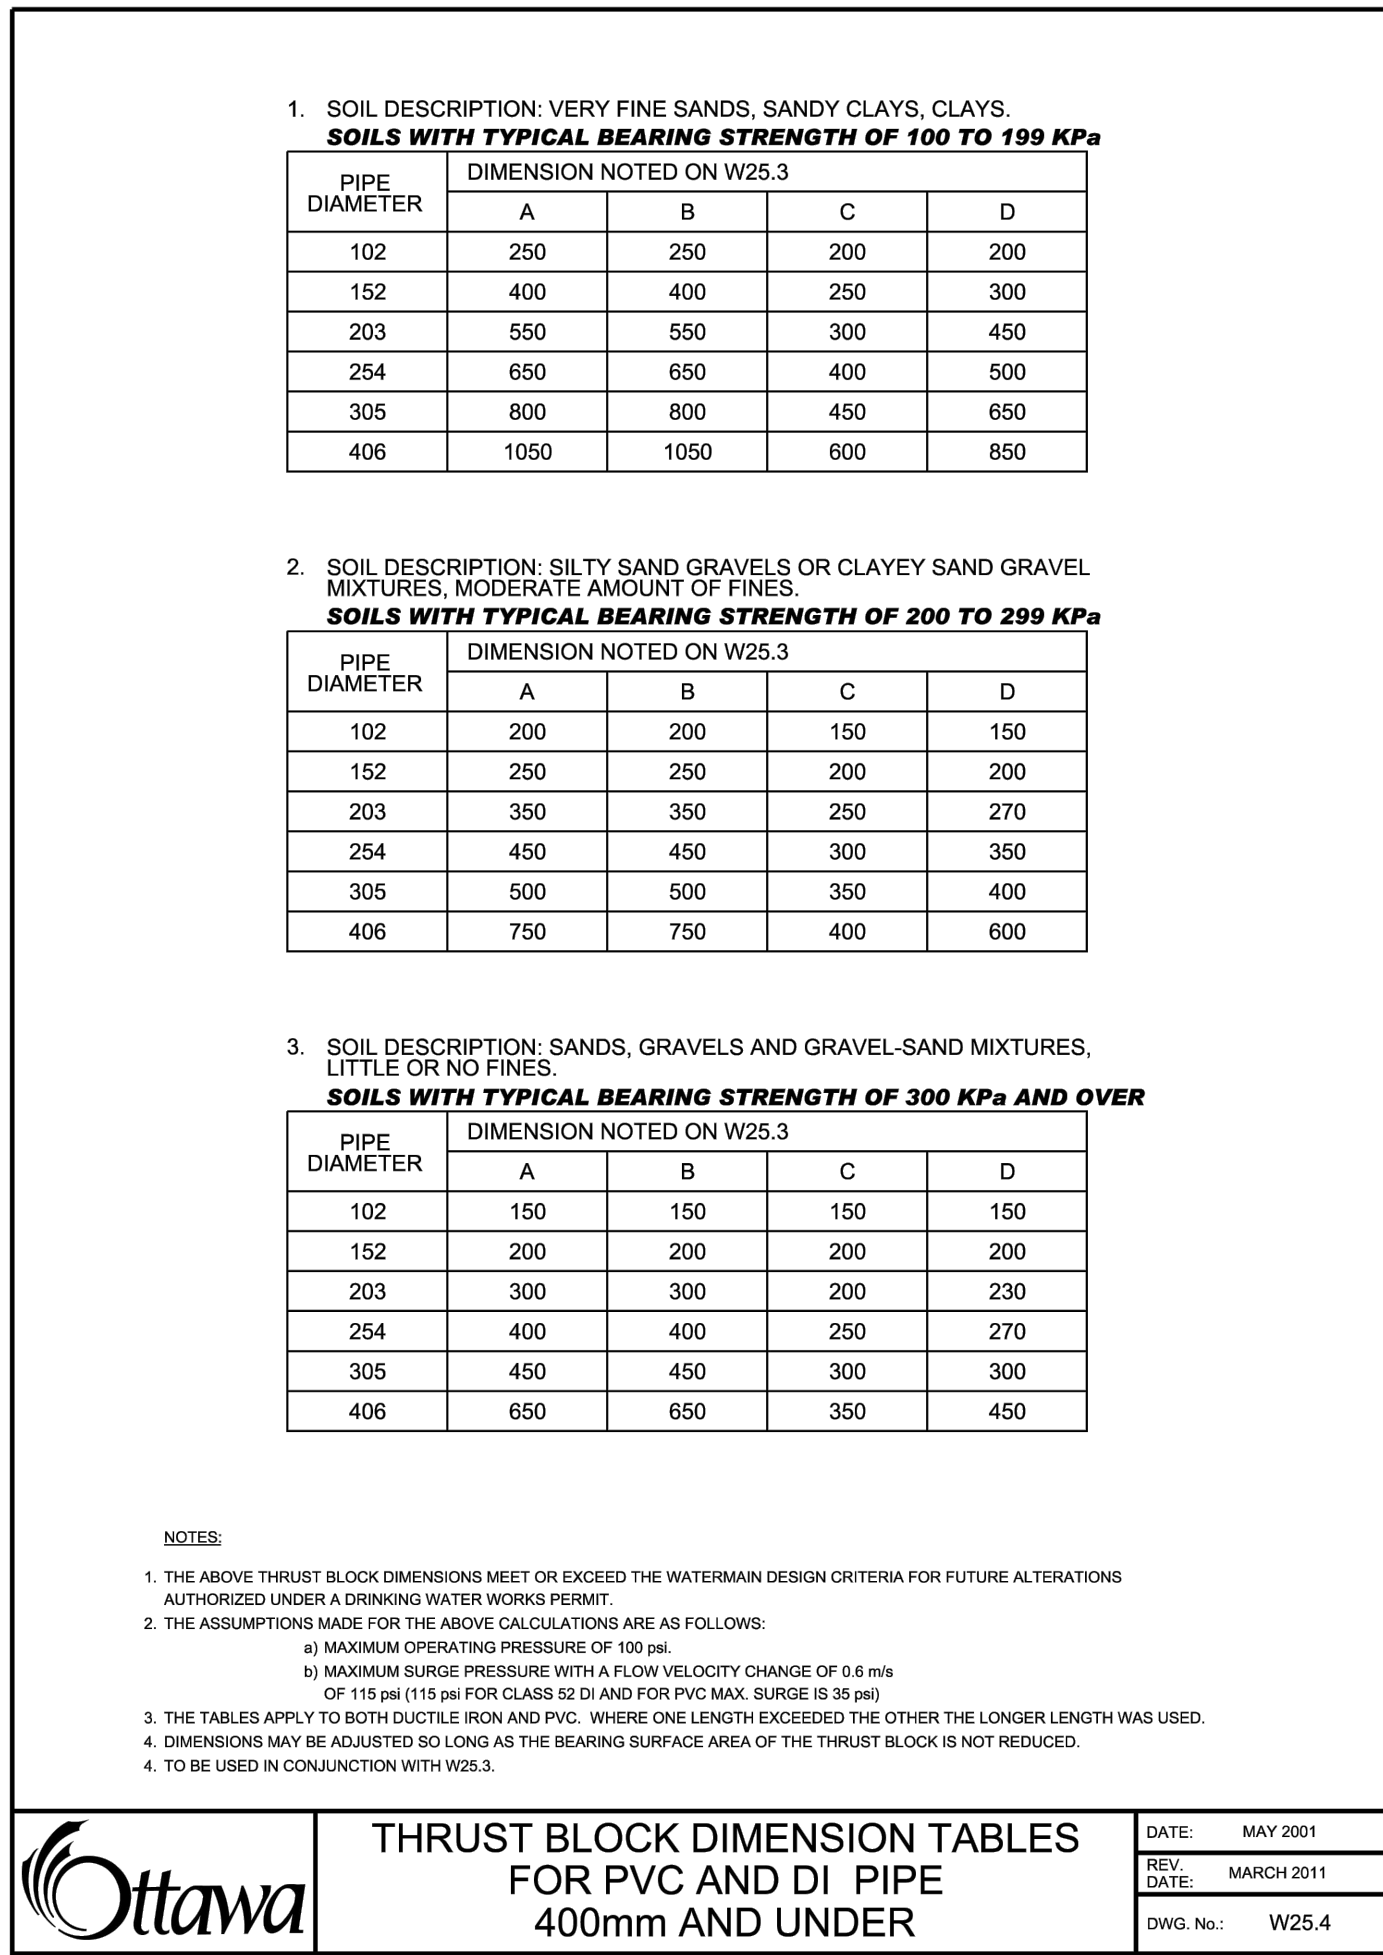 1. SOIL DESCRIPTION: VERY FINE SANDS, SANDY CLAYS, CLAYS.
SOILS WITH TYPICAL BEARING STRENGTH OF 100 TO 199 KPa
PIPE DIAMETER DIMENSION NOTED ON W25.3
A B C D
102 250 250 200 200
152 400 400 250 300
203 550 550 300 450
254 650 650 400 500
305 800 800 450 650
406 1050 1050 600 850
2. SOIL DESCRIPTION: SILTY SAND GRAVELS OR CLAYEY SAND GRAVEL
MIXTURES, MODERATE AMOUNT OF FINES.
SOILS WITH TYPICAL BEARING STRENGTH OF 200 TO 299 KPa
PIPE DIAMETER DIMENSION NOTED ON W25.3
A B C D
102 200 200 150 150
152 250 250 200 200
203 350 350 250 270
254 450 450 300 350
305 500 500 350 400
406 750 750 400 600
3. SOIL DESCRIPTION: SANDS, GRAVELS AND GRAVEL-SAND MIXTURES,
LITTLE OR NO FINES.
SOILS WITH TYPICAL BEARING STRENGTH OF 300 KPa AND OVER
PIPE DIAMETER DIMENSION NOTED ON W25.3
A B C D
102 150 150 150 150
152 200 200 200 200
203 300 300 200 230
254 400 400 250 270
305 450 450 300 300
406 650 650 350 450
NOTES:
1. THE ABOVE THRUST BLOCK DIMENSIONS MEET OR EXCEED THE WATERMAIN DESIGN CRITERIA FOR FUTURE ALTERATIONS
AUTHORIZED UNDER A DRINKING WATER WORKS PERMIT.
2. THE ASSUMPTIONS MADE FOR THE ABOVE CALCULATIONS ARE AS FOLLOWS:
a) MAXIMUM OPERATING PRESSURE OF 100 psi.
b) MAXIMUM SURGE PRESSURE WITH A FLOW VELOCITY CHANGE OF 0.6 m/s
OF 115 psi (115 psi FOR CLASS 52 DI AND FOR PVC MAX. SURGE IS 35 psi)
3. THE TABLES APPLY TO BOTH DUCTILE IRON AND PVC. WHERE ONE LENGTH EXCEEDED THE OTHER THE LONGER LENGTH WAS USED.
4. DIMENSIONS MAY BE ADJUSTED SO LONG AS THE BEARING SURFACE AREA OF THE THRUST BLOCK IS NOT REDUCED.
4. TO BE USED IN CONJUNCTION WITH W25.3.
Ottawa
THRUST BLOCK DIMENSION TABLES
FOR PVC AND DI PIPE
400mm AND UNDER
DATE: MAY 2001
REV. DATE: MARCH 2011
DWG. No.: W25.4